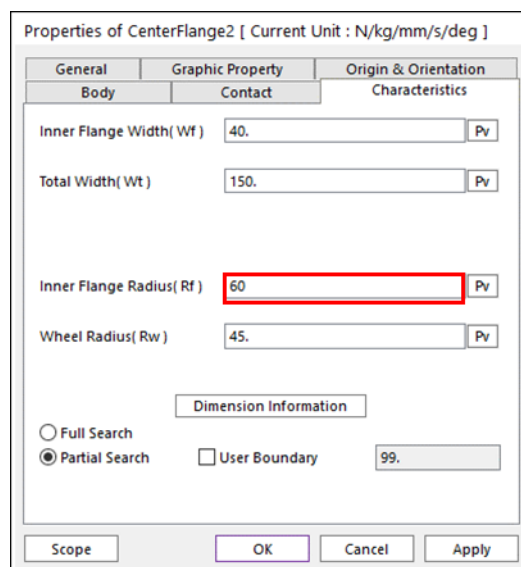 Properties of CenterFlange2 [ Current Unit : N/kg/mm/s/deg ]
General Graphic Property Origin & Orientation
Body Contact Characteristics
Inner Flange Width( Wf ) 40. Pv
Total Width( Wt ) 150. Pv
Inner Flange Radius( Rf ) 60 Pv
Wheel Radius( Rw ) 45. Pv
Dimension Information
Full Search
Partial Search User Boundary 99.
Scope OK Cancel Apply